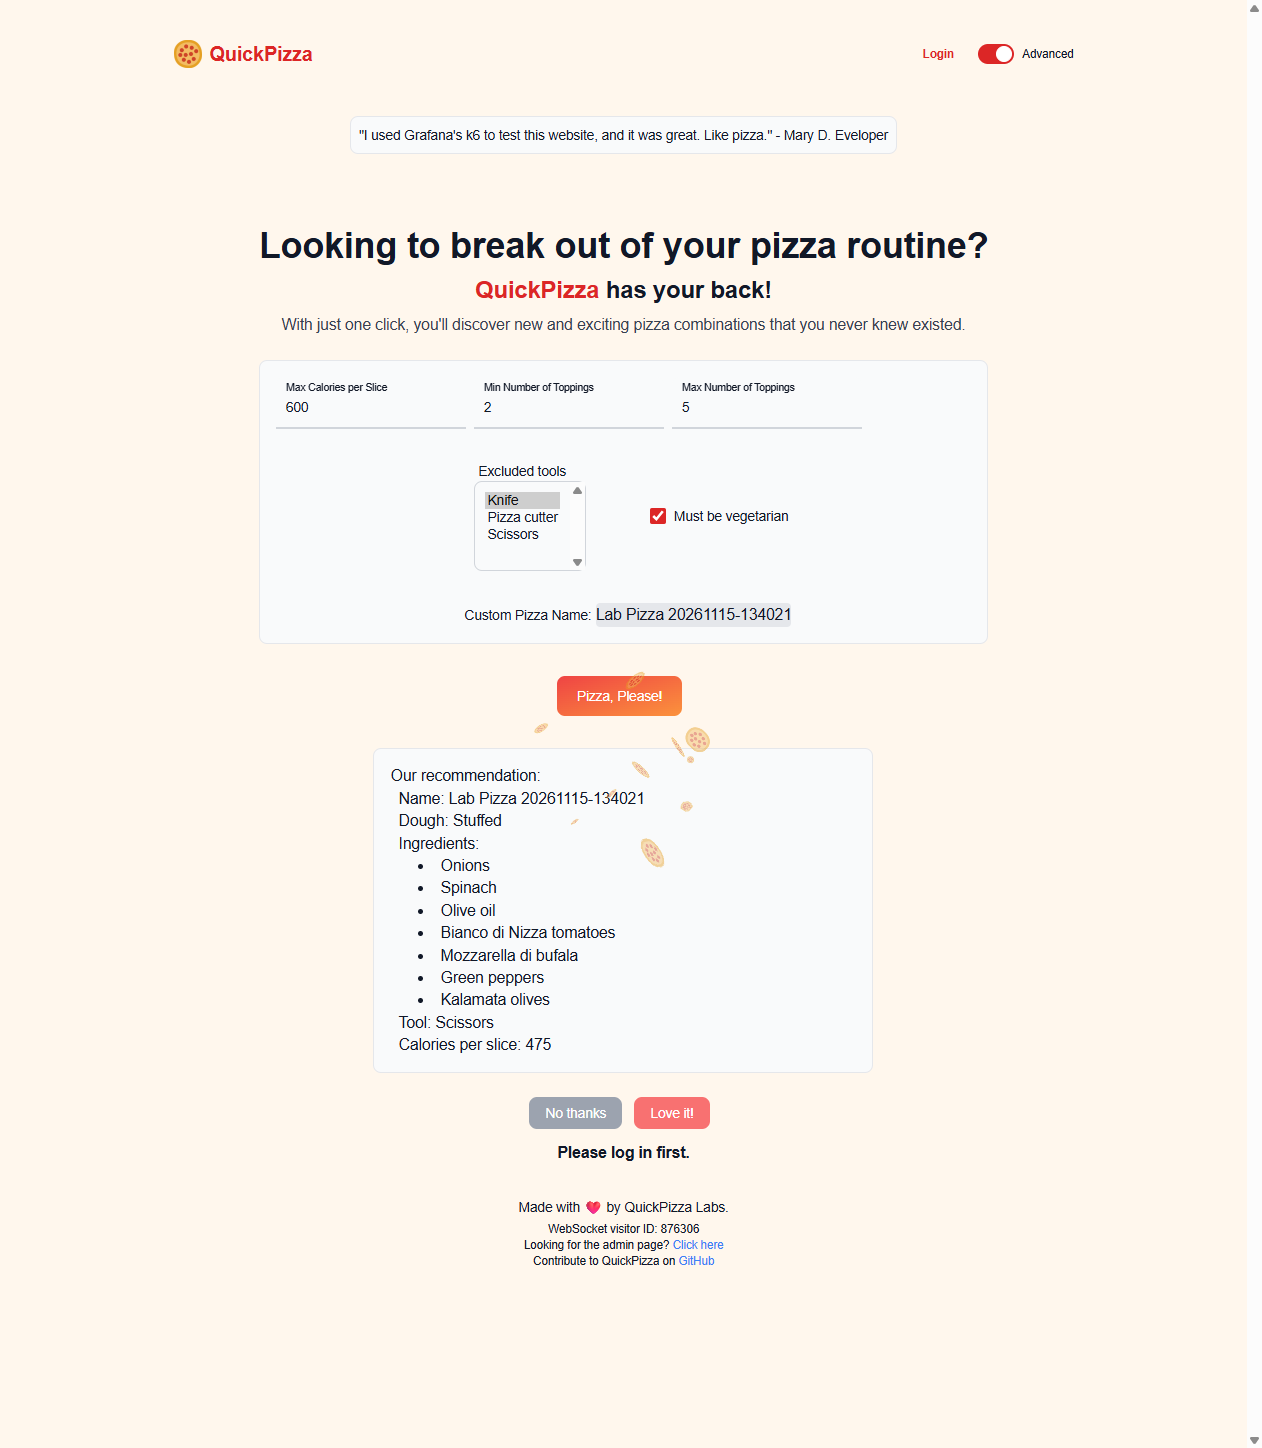 QuickPizza
Login
Advanced
"I used Grafana's k6 to test this website, and it was great. Like pizza." - Mary D. Eveloper
Looking to break out of your pizza routine?
QuickPizza has your back!
With just one click, you'll discover new and exciting pizza combinations that you never knew existed.
Max Calories per Slice
600
Min Number of Toppings
2
Max Number of Toppings
5
Excluded tools
Knife
Pizza cutter
Scissors
Must be vegetarian
Custom Pizza Name: Lab Pizza 20261115-134021
Pizza, Please!
Our recommendation:
Name: Lab Pizza 20261115-134021
Dough: Stuffed
Ingredients:
• Onions
• Spinach
• Olive oil
• Bianco di Nizza tomatoes
• Mozzarella di bufala
• Green peppers
• Kalamata olives
Tool: Scissors
Calories per slice: 475
No thanks
Love it!
Please log in first.
Made with ❤️ by QuickPizza Labs.
WebSocket visitor ID: 876306
Looking for the admin page? Click here
Contribute to QuickPizza on GitHub